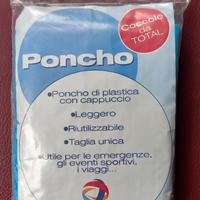 Coccole
da
TOTAL
Poncho
•Poncho di plastica
con cappuccio
•Leggero
•Riutilizzabile
•Taglia unica
•Utile per le emergenze,
gli eventi sportivi,
i viaggi...